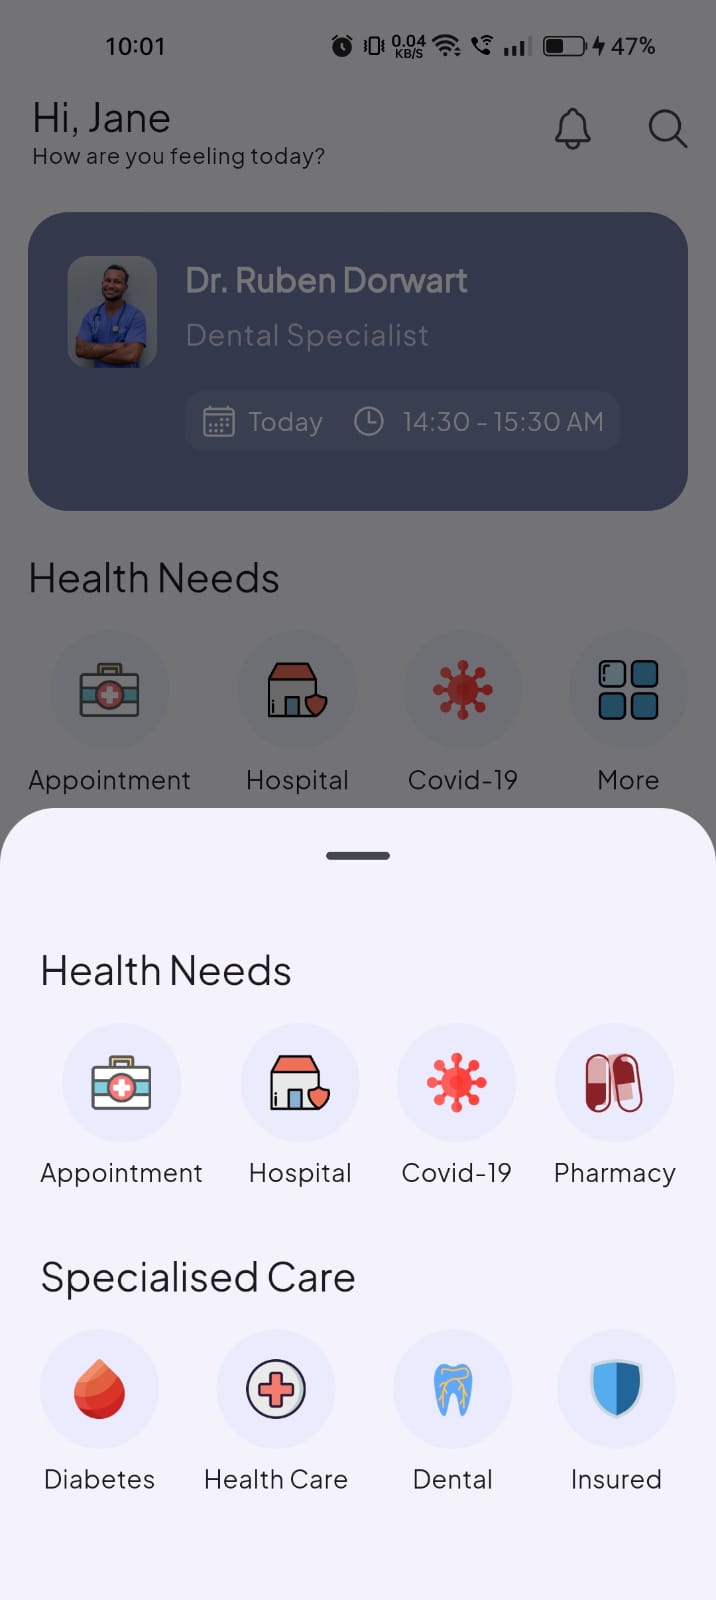 10:01 0.04 KB/S 47%
Hi, Jane
How are you feeling today?
Dr. Ruben Dorwart
Dental Specialist
Today 14:30 - 15:30 AM
Health Needs
Appointment Hospital Covid-19 More
Health Needs
Appointment Hospital Covid-19 Pharmacy
Specialised Care
Diabetes Health Care Dental Insured